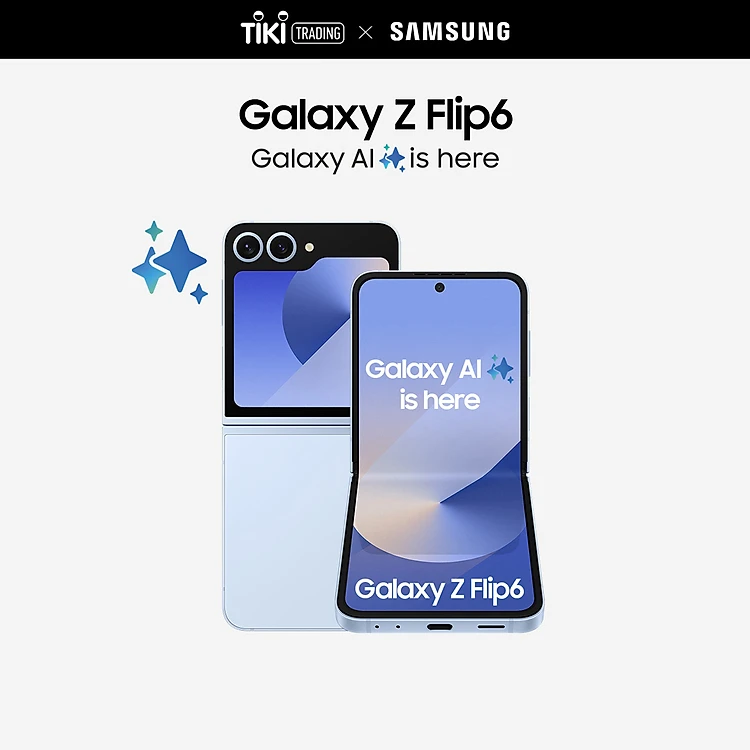 TiKi TRADING × SAMSUNG
Galaxy Z Flip6
Galaxy AI is here
Galaxy AI
is here
Galaxy Z Flip6